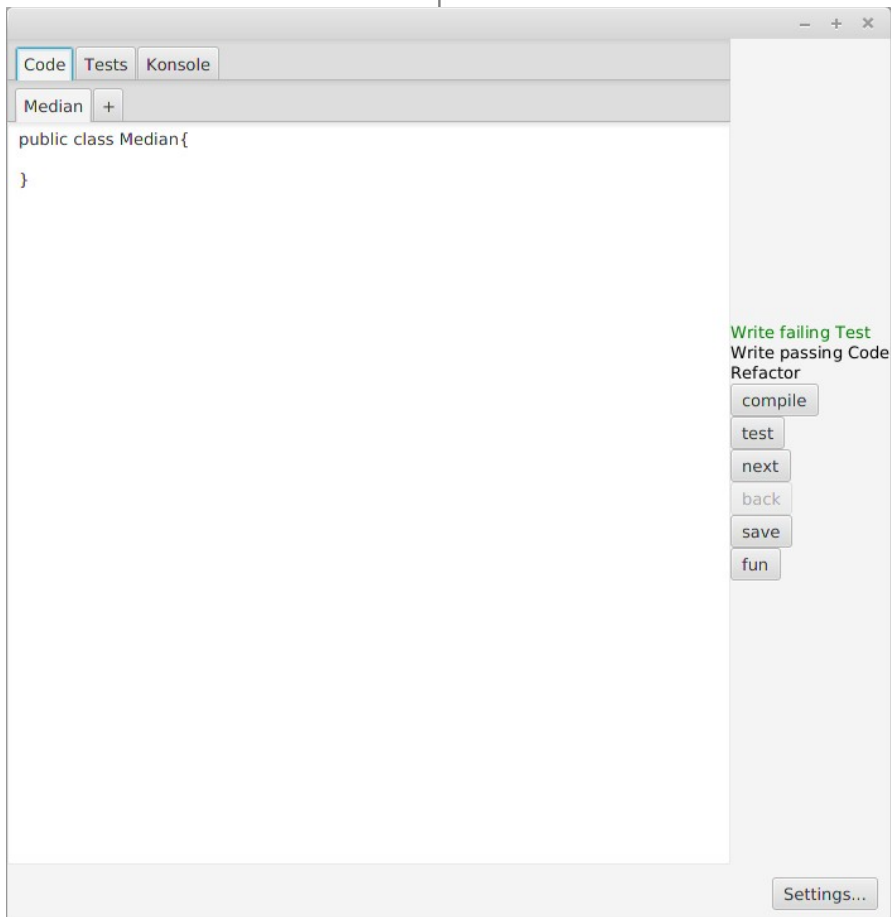 – + ×
Code Tests Konsole
Median +
public class Median{
}
Write failing Test
Write passing Code
Refactor
compile
test
next
back
save
fun
Settings...